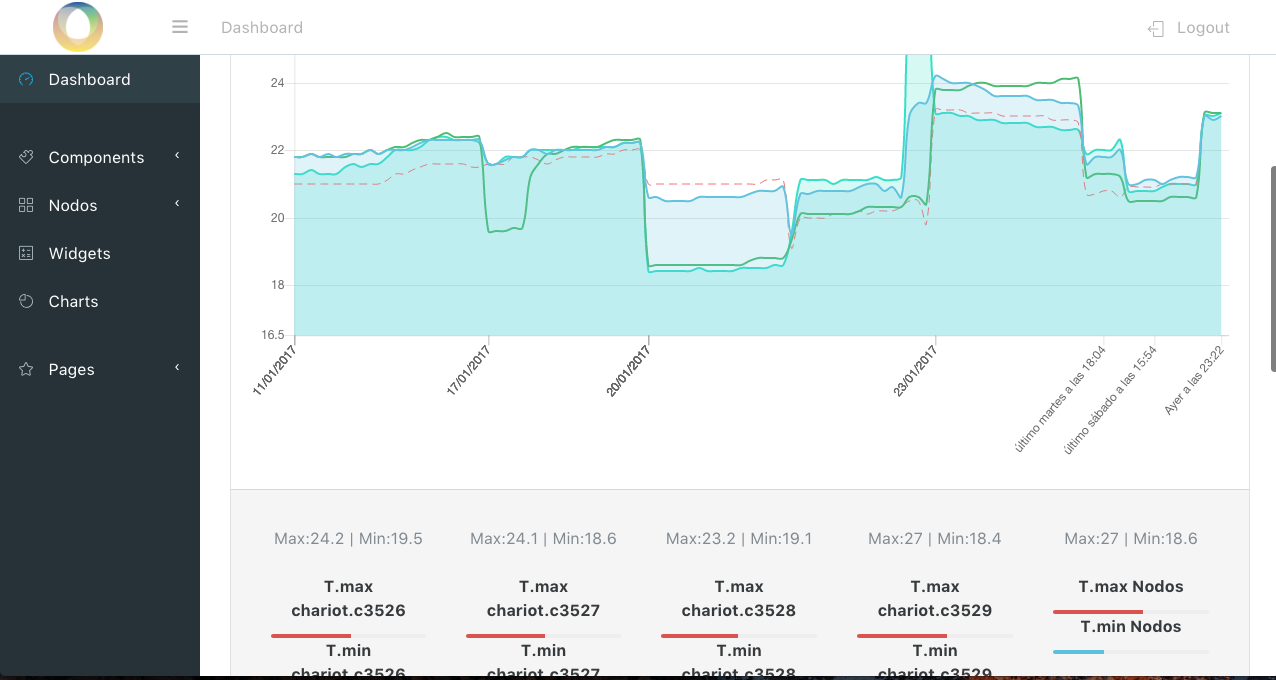 Dashboard
Logout
Dashboard
Components
Nodos
Widgets
Charts
Pages
24
22
20
18
16.5
11/01/2017
17/01/2017
20/01/2017
23/01/2017
último martes a las 18:04
último sábado a las 15:54
Ayer a las 23:22
Max:24.2 | Min:19.5
Max:24.1 | Min:18.6
Max:23.2 | Min:19.1
Max:27 | Min:18.4
Max:27 | Min:18.6
T.max
chariot.c3526
T.max
chariot.c3527
T.max
chariot.c3528
T.max
chariot.c3529
T.max Nodos
T.min Nodos
T.min
chariot.c3526
T.min
chariot.c3527
T.min
chariot.c3528
T.min
chariot.c3529